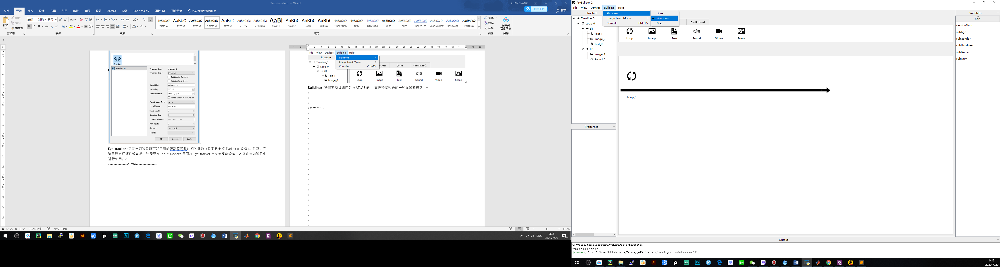 Tutorials.docx - Word
ZHANGYANG
文件 开始 插入 设计 布局 引用 邮件 审阅 视图 Zotero 帮助 EndNote X9 福昕PDF 百度网盘 告诉我你想要做什么
拖拽上传
共享
粘贴
剪切
复制
格式刷
剪贴板
等线 (中文正3 五号
字体
段落
5级目录 二级目录 三级目录 四级目录 章目录 正文 无间隔 标题 1 标题 2 标题 副标题 不明显强调 强调 明显强调 要点 引用 明显引用 不明显参考 明显参考 书籍标题
样式
查找
替换
选择
编辑
保存到
百度网盘
保存
Tracker
tracker_0
Tracker Name: tracker_0
Tracker Type: EyeLink
Calibrate Tracker
Calibration Beep
Datafile: automatic
Velocity: 30° /s
Acceleration: 9500° /s/s
Force Drift Correction
Pupil Size Mode: area
IP Address: 127.0.0.1
Send Port: 0
Receive Port: 0
IPv4/6 Address: 192.168.71.50
UDP Port: 0
Screen: screen_0
Sound:
OK Cancel Apply
Eye tracker: 定义当前项目所可能用到的眼动仪设备的相关参数（目前只支持 Eyelink 的设备）。注意：在
这里设定好硬件设备后，还需要在 Input Devices 里面将 Eye tracker 定义为反应设备，才能在当前项目中
进行使用。
分页符
File View Devices Building Help
Structure
Platform
Image Load Mode
Compile Ctrl+F5
Timeline_0
Loop_0
tl1
Text_1
Image_0
racker Quest Conditional
Loop Image Text Sound Video Scene
Building：将当前项目编译为 MATLAB 的 m 文件格式相关的一些设置和按钮。
Platform:
第 10 页，共 13 页 1028 个字 中文(中国)
110%
ENG
0:32
2020/7/29
PsyBuilder 0.1
File View Devices Building Help
Structure
Platform
Image Load Mode
Compile Ctrl+F5
Linux
Windows
Mac
Timeline_0
Loop_0
tl1
Text_1
Image_0
Text_0
tl2
Image_1
Sound_0
Conditional
Loop Image Text Sound Video Scene
Loop_0
Properties
Variables
Sort
sessionNum
subAge
subGender
subHandness
subName
subNum
Output
C:/Users/Administrator/PycharmProjects/ptbGui
2020-07-28 22:57:27
[success] File 'C:/Users/Administrator/Desktop/ptbBuilderbeta/launch.psy' loaded successfully.
0:32
2020/7/29